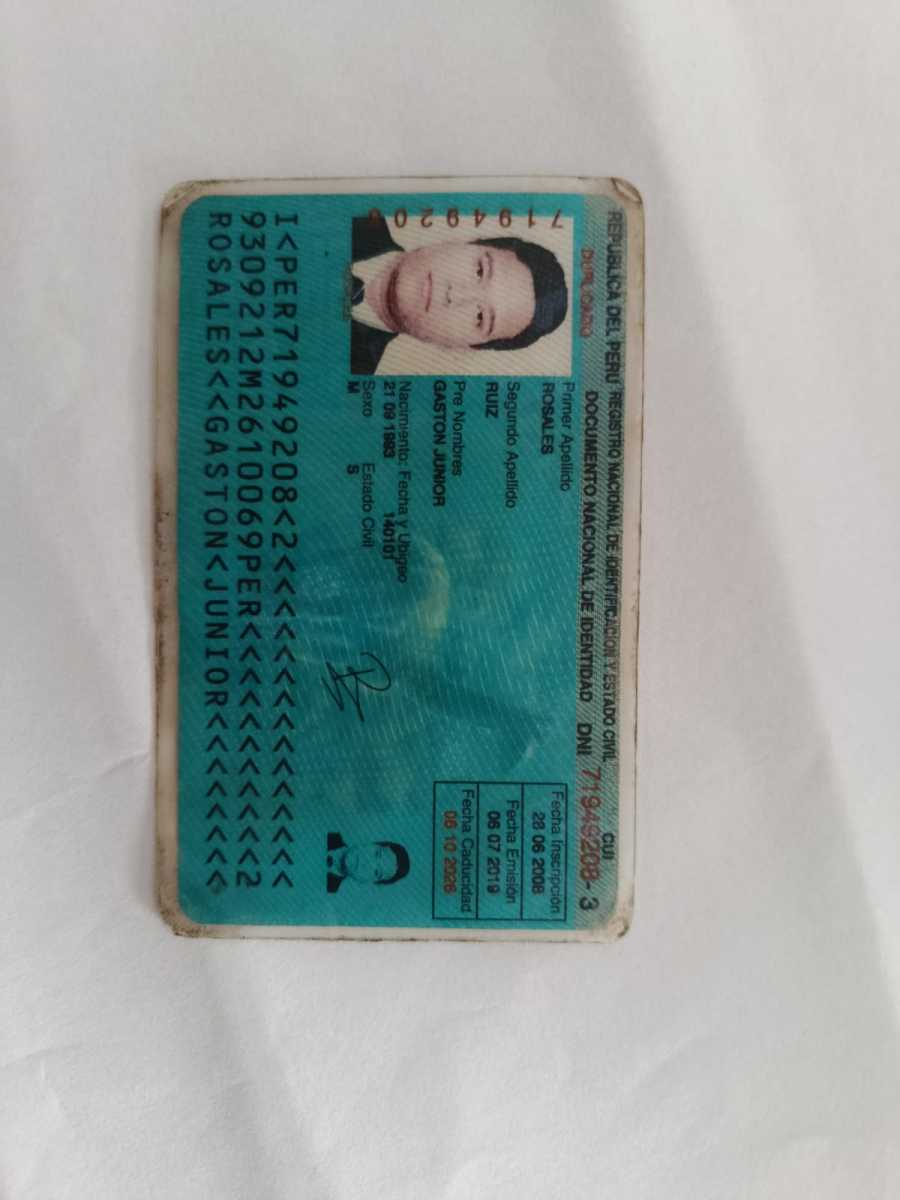 REPUBLICA DEL PERU REGISTRO NACIONAL DE IDENTIFICACION Y ESTADO CIVIL
CUI
DUPLICADO
DOCUMENTO NACIONAL DE IDENTIDAD DNI 71949208-3
71949208
Primer Apellido
ROSALES
Segundo Apellido
RUIZ
Pre Nombres
GASTON JUNIOR
Nacimiento: Fecha y Ubigeo
21 09 1993 140101
Sexo Estado Civil
M S
Fecha Inscripción
28 06 2008
Fecha Emisión
06 07 2019
Fecha Caducidad
06 10 2026
I<PER71949208<2<<<<<<<<<<<<<<<
9309212M2610069PER<<<<<<<<<<<2
ROSALES<<GASTON<JUNIOR<<<<<<<<